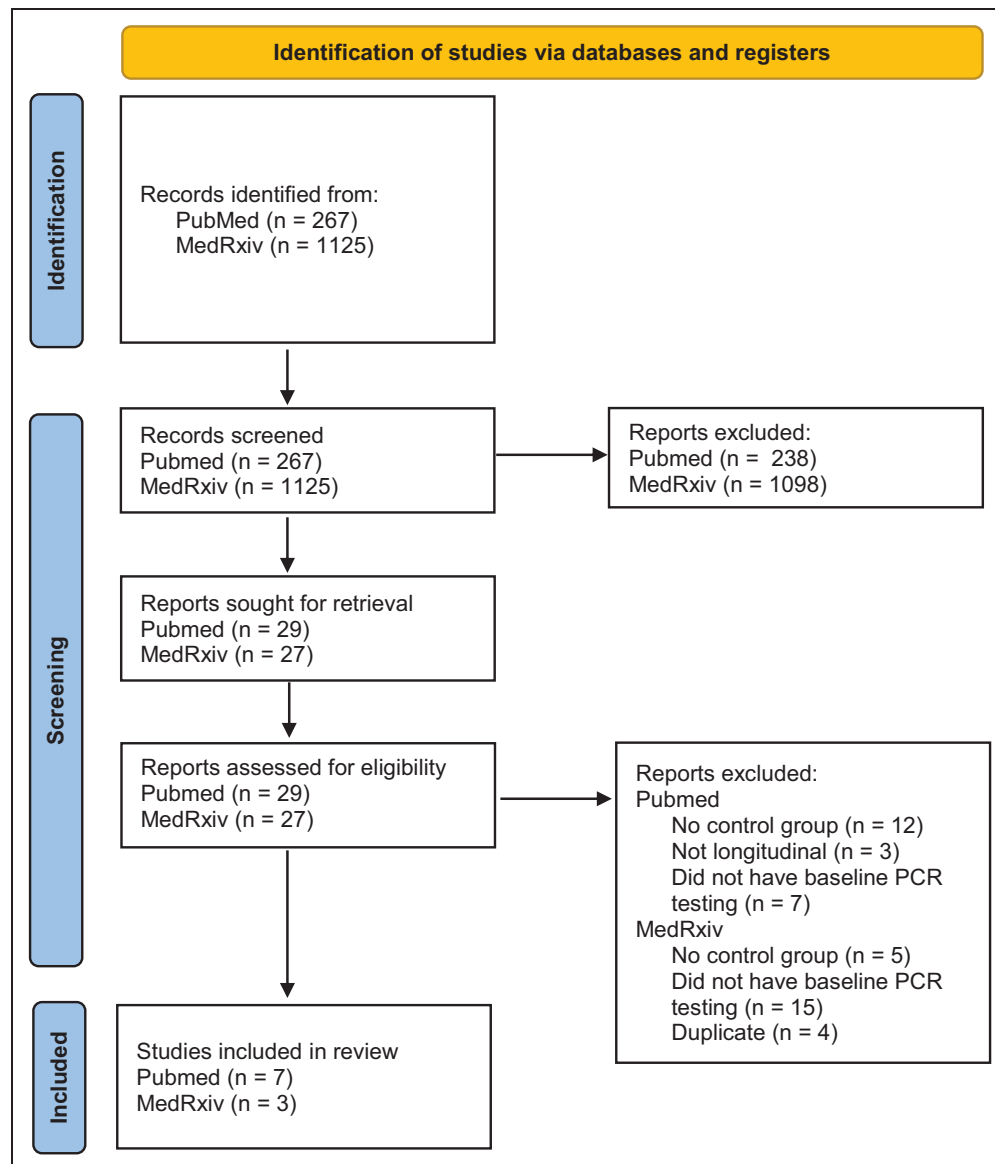 Identification of studies via databases and registers
Identification
Records identified from:
PubMed (n = 267)
MedRxiv (n = 1125)
Screening
Records screened
Pubmed (n = 267)
MedRxiv (n = 1125)
Reports excluded:
Pubmed (n = 238)
MedRxiv (n = 1098)
Reports sought for retrieval
Pubmed (n = 29)
MedRxiv (n = 27)
Reports assessed for eligibility
Pubmed (n = 29)
MedRxiv (n = 27)
Reports excluded:
Pubmed
No control group (n = 12)
Not longitudinal (n = 3)
Did not have baseline PCR
testing (n = 7)
MedRxiv
No control group (n = 5)
Did not have baseline PCR
testing (n = 15)
Duplicate (n = 4)
Included
Studies included in review
Pubmed (n = 7)
MedRxiv (n = 3)